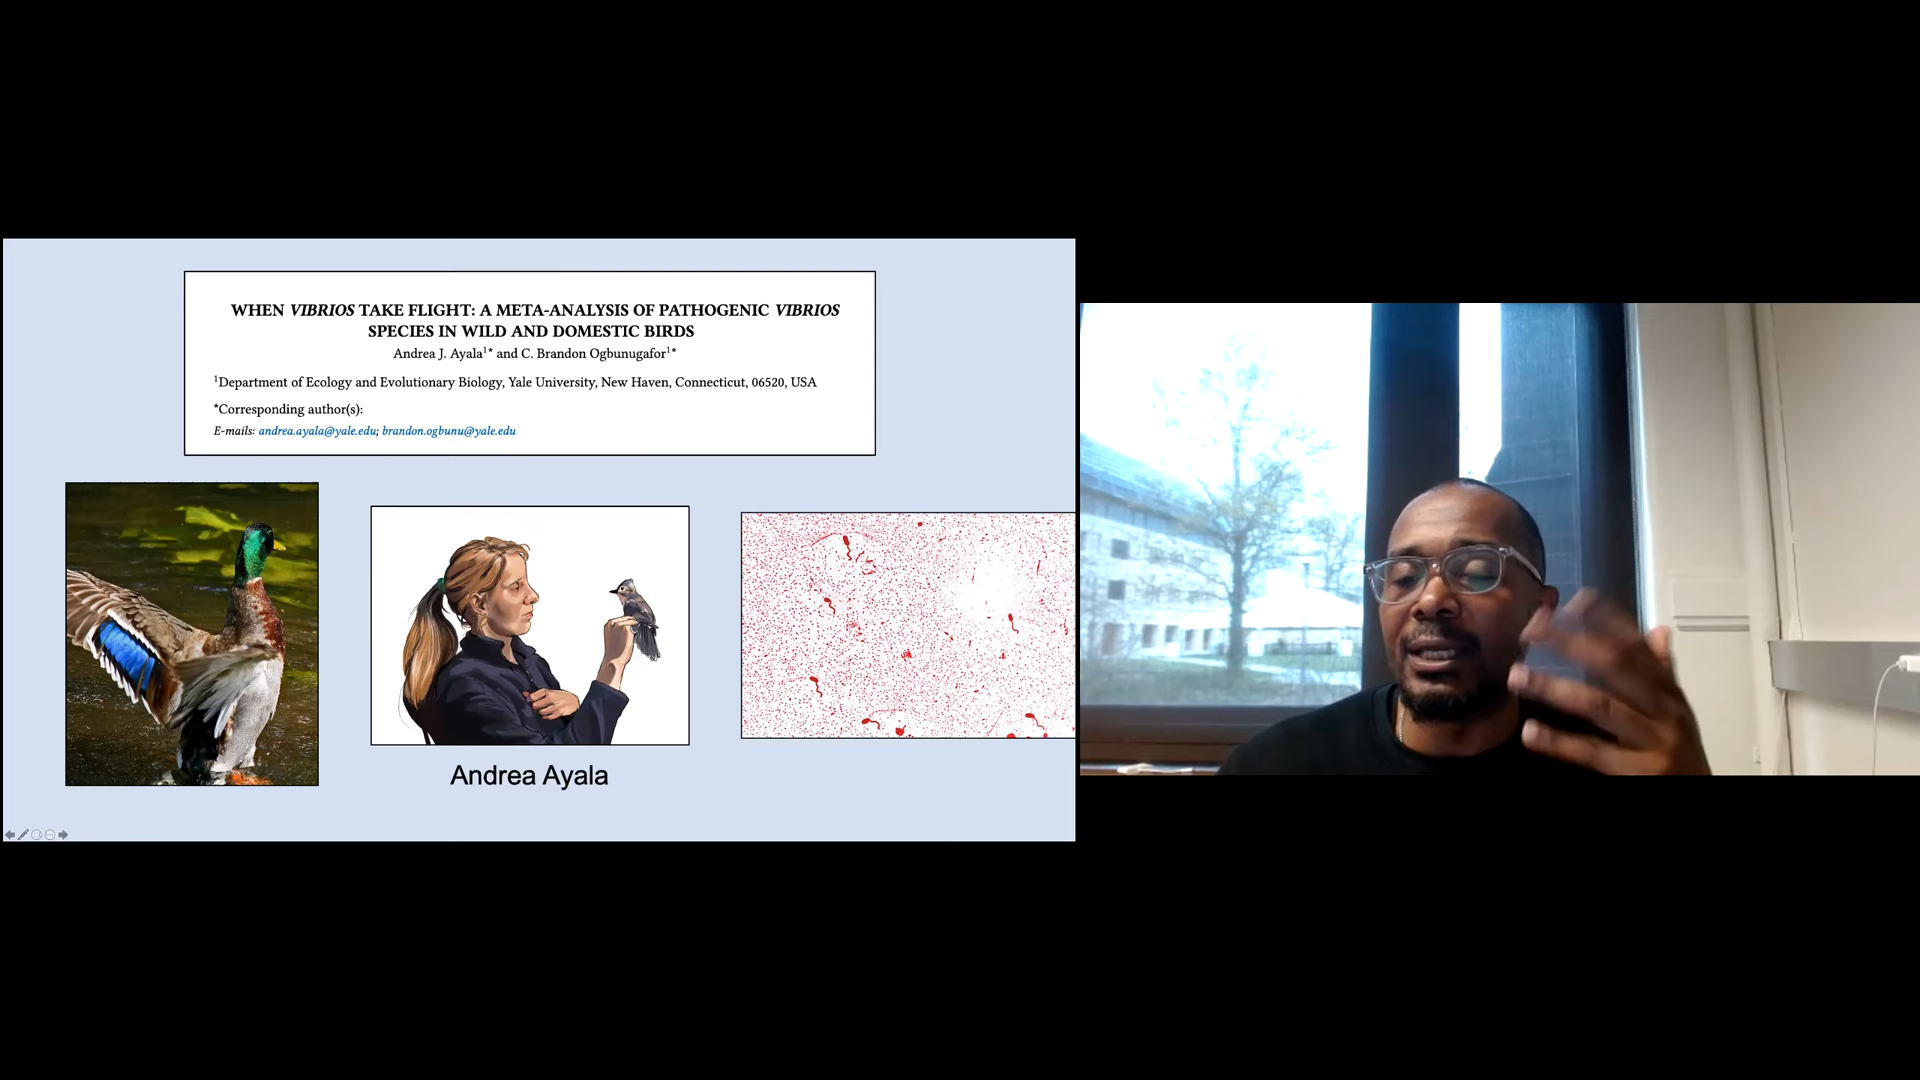 WHEN VIBRIOS TAKE FLIGHT: A META-ANALYSIS OF PATHOGENIC VIBRIOS
SPECIES IN WILD AND DOMESTIC BIRDS
Andrea J. Ayala¹* and C. Brandon Ogbunugafor¹*
¹Department of Ecology and Evolutionary Biology, Yale University, New Haven, Connecticut, 06520, USA
*Corresponding author(s):
E-mails: andrea.ayala@yale.edu; brandon.ogbunu@yale.edu
Andrea Ayala